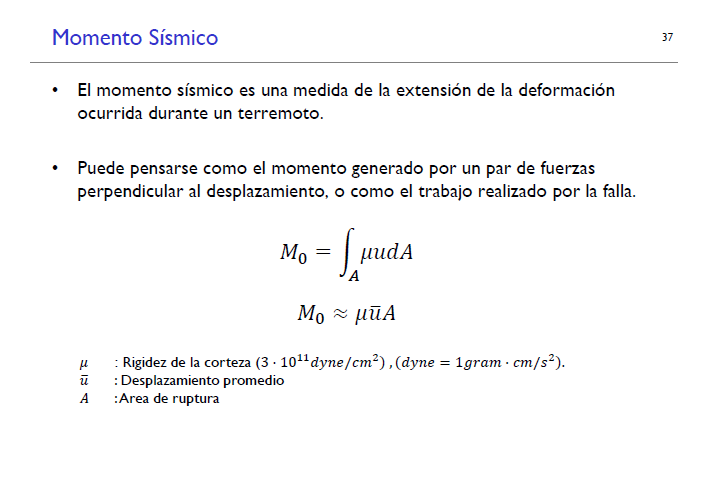 Momento Sísmico
37
• El momento sísmico es una medida de la extensión de la deformación
ocurrida durante un terremoto.
• Puede pensarse como el momento generado por un par de fuerzas
perpendicular al desplazamiento, o como el trabajo realizado por la falla.
M₀ = ∫_A μudA
M₀ ≈ μūA
μ : Rigidez de la corteza (3 · 10¹¹dyne/cm²) , (dyne = 1gram · cm/s²).
ū : Desplazamiento promedio
A :Area de ruptura